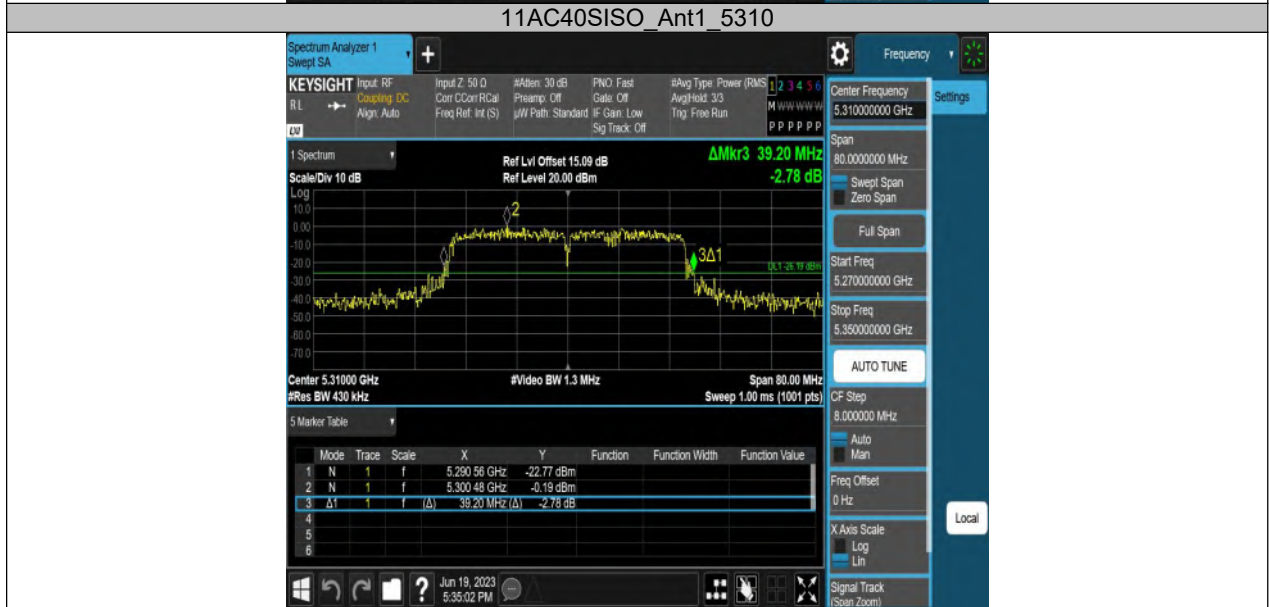 11AC40SISO_Ant1_5310
Spectrum Analyzer 1
Swept SA
+
Frequency
KEYSIGHT Input: RF Input Z: 50 Ω #Atten: 30 dB PNO: Fast #Avg Type: Power (RMS 1 2 3 4 5 6
RL Coupling: DC Corr CCorr RCal Preamp: Off Gate: Off Avg|Hold: 3/3 M W W W W W
Align: Auto Freq Ref: Int (S) µW Path: Standard IF Gain: Low Trig: Free Run
Sig Track: Off P P P P P P
LXI
1 Spectrum
Ref Lvl Offset 15.09 dB
ΔMkr3 39.20 MHz
Scale/Div 10 dB
Ref Level 20.00 dBm
-2.78 dB
Log
10.0
0.00
-10.0
-20.0
-30.0
-40.0
-50.0
-60.0
-70.0
2
3Δ1
DL1 -26.19 dBm
Center 5.31000 GHz #Video BW 1.3 MHz Span 80.00 MHz
#Res BW 430 kHz Sweep 1.00 ms (1001 pts)
5 Marker Table
Mode Trace Scale X Y Function Function Width Function Value
1 N 1 f 5.290 56 GHz -22.77 dBm
2 N 1 f 5.300 48 GHz -0.19 dBm
3 Δ1 1 f (Δ) 39.20 MHz (Δ) -2.78 dB
4
5
6
?
Jun 19, 2023
5:35:02 PM
Center Frequency
5.310000000 GHz
Settings
Span
80.0000000 MHz
Swept Span
Zero Span
Full Span
Start Freq
5.270000000 GHz
Stop Freq
5.350000000 GHz
AUTO TUNE
CF Step
8.000000 MHz
Auto
Man
Freq Offset
0 Hz
X Axis Scale
Log
Lin
Local
Signal Track
(Span Zoom)